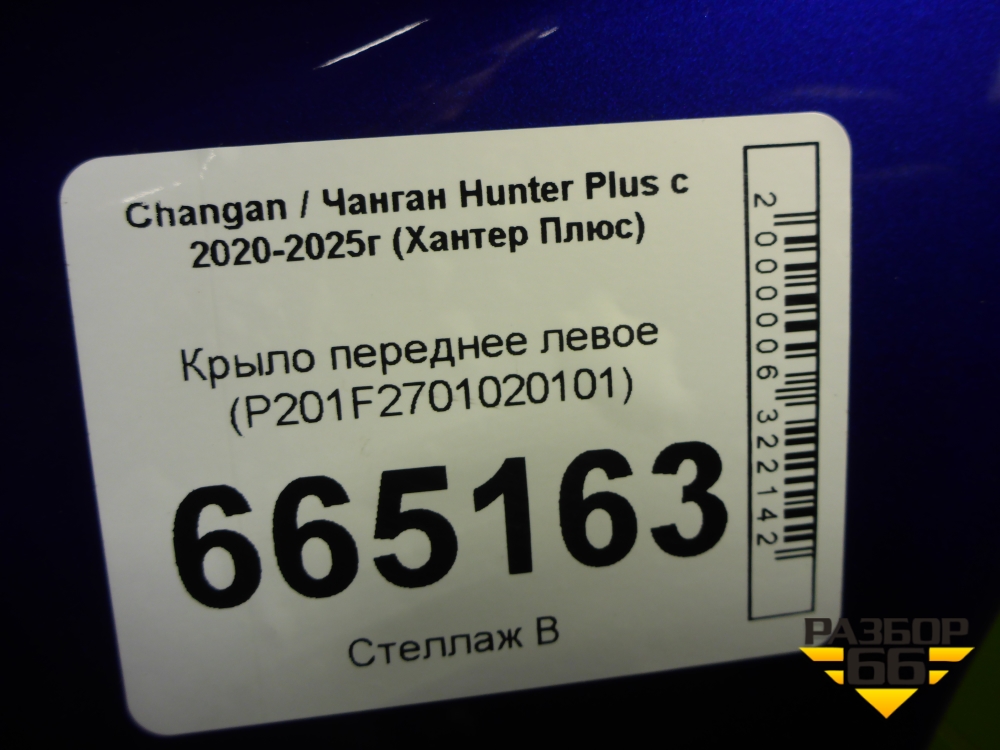 Changan / Чанган Hunter Plus с
2020-2025г (Хантер Плюс)
Крыло переднее левое
(P201F2701020101)
665163
Стеллаж В
2000006322142
РАЗБОР
66